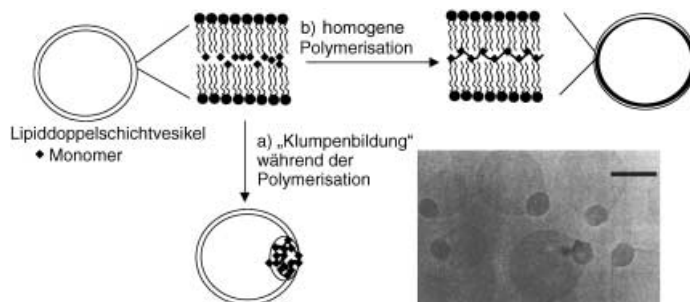 b) homogene
Polymerisation
Lipiddoppelschichtvesikel
◆ Monomer
a) „Klumpenbildung“
während der
Polymerisation